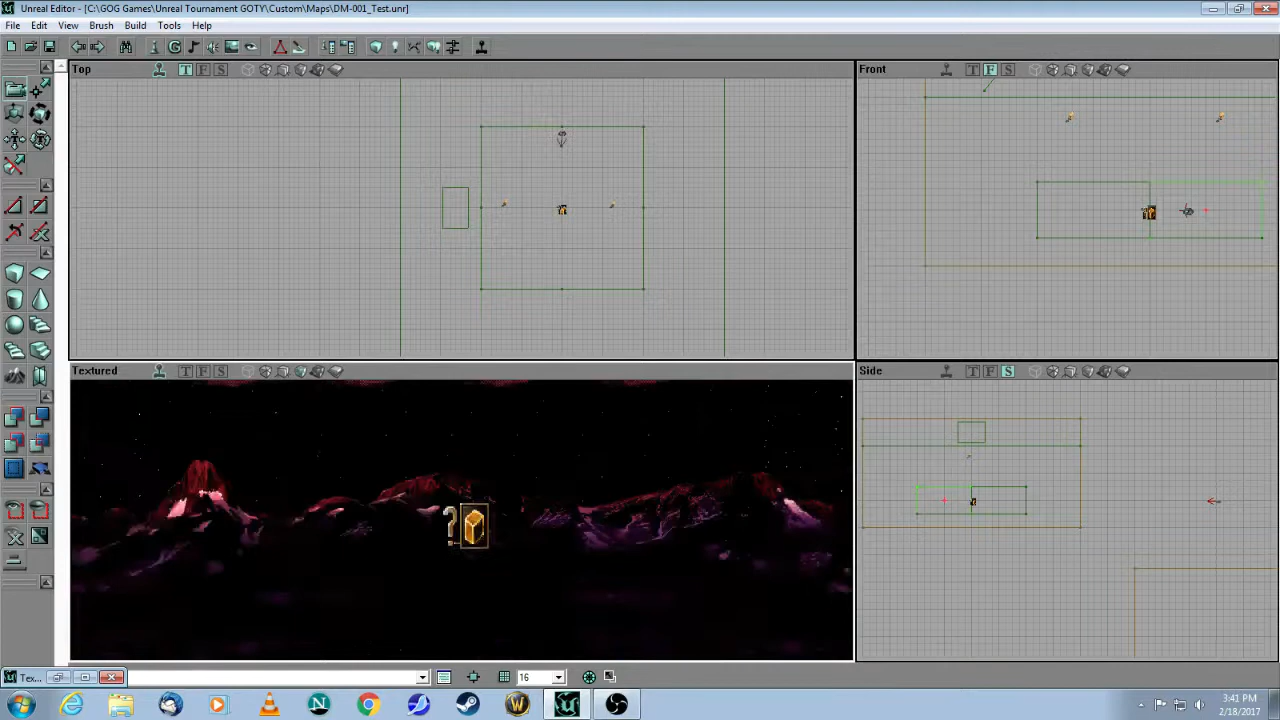 Unreal Editor - [C:\GOG Games\Unreal Tournament GOTY\Custom\Maps\DM-001_Test.unr]
File Edit View Brush Build Tools Help
Top T F S
Front T F S
Textured T F S
Side T F S
?
Tex...
16
3:41 PM
2/18/2017